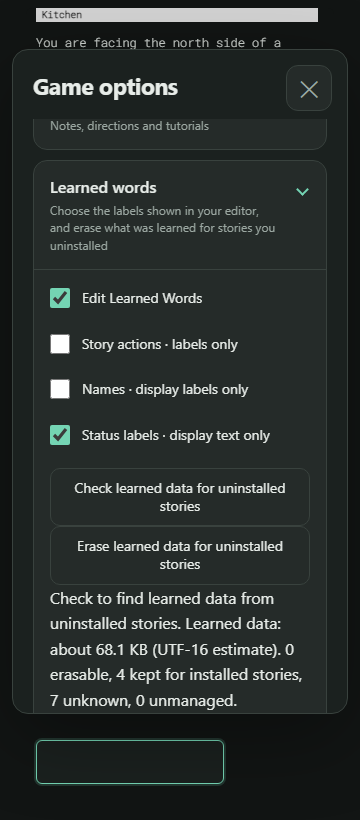 Kitchen
You are facing the north side of a
Game options
Notes, directions and tutorials
Learned words
Choose the labels shown in your editor,
and erase what was learned for stories you
uninstalled
Edit Learned Words
Story actions · labels only
Names · display labels only
Status labels · display text only
Check learned data for uninstalled
stories
Erase learned data for uninstalled
stories
Check to find learned data from
uninstalled stories. Learned data:
about 68.1 KB (UTF-16 estimate). 0
erasable, 4 kept for installed stories,
7 unknown, 0 unmanaged.